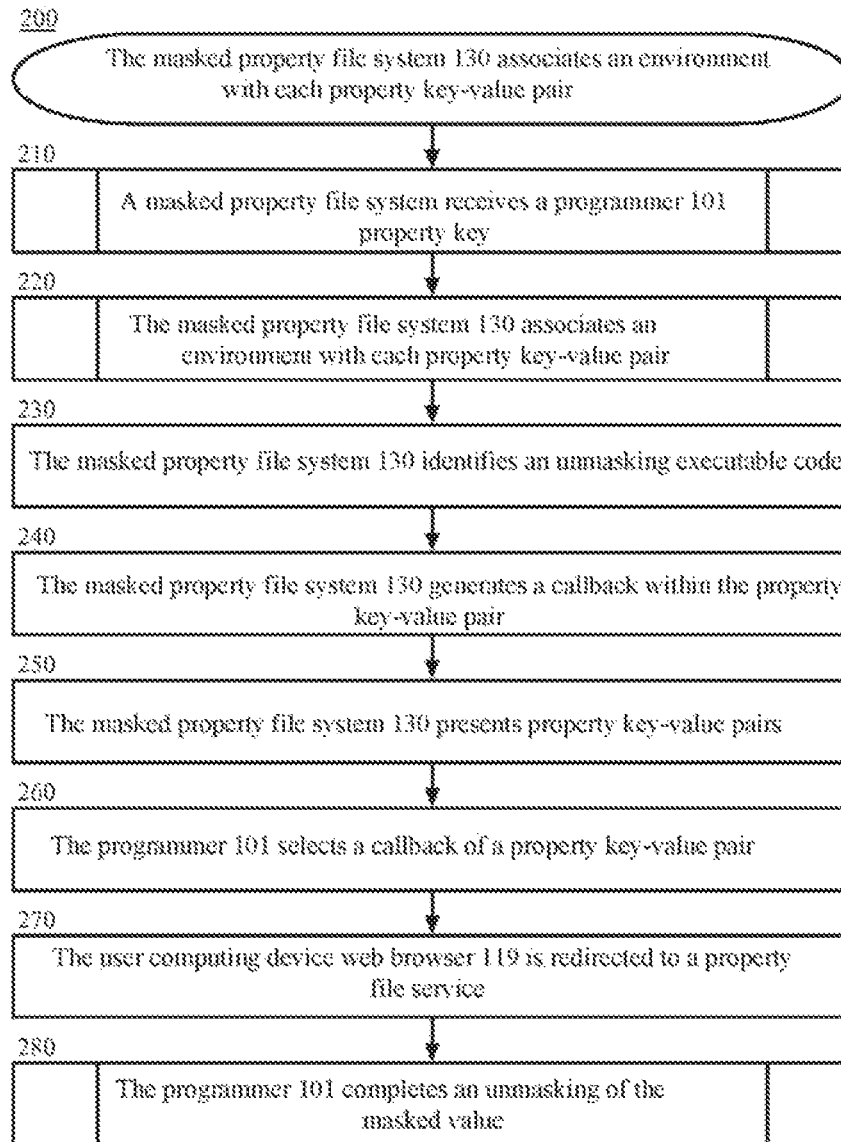 200
The masked property file system 130 associates an environment
with each property key-value pair
210
A masked property file system receives a programmer 101
property key
220
The masked property file system 130 associates an
environment with each property key-value pair
230
The masked property file system 130 identifies an unmasking executable code
240
The masked property file system 130 generates a callback within the property
key-value pair
250
The masked property file system 130 presents property key-value pairs
260
The programmer 101 selects a callback of a property key-value pair
270
The user computing device web browser 119 is redirected to a property
file service
280
The programmer 101 completes an unmasking of the
masked value